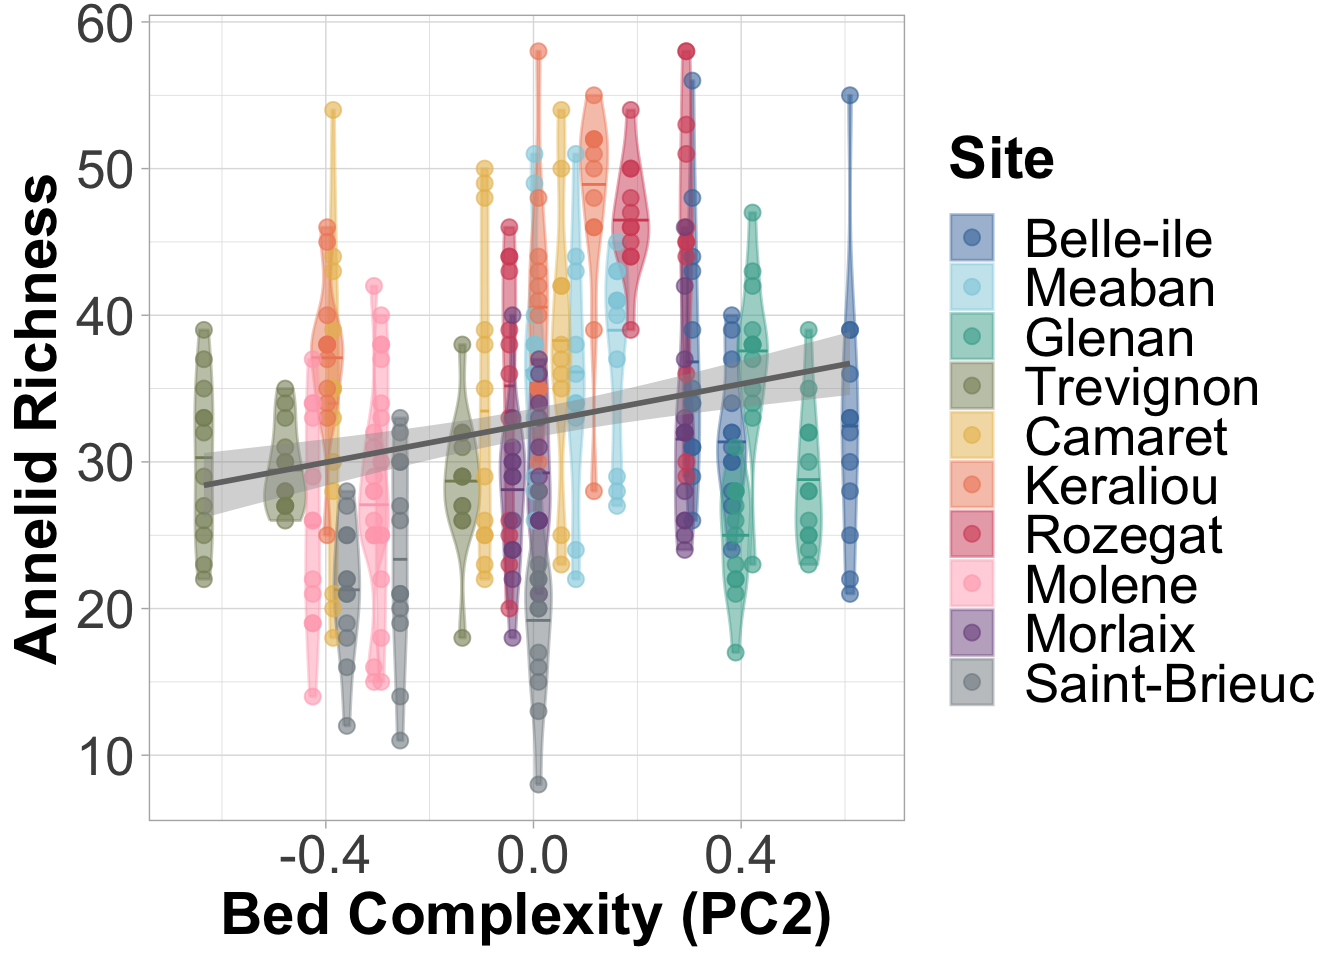 60
50
40
30
20
10
Annelid Richness
-0.4 0.0 0.4
Bed Complexity (PC2)
Site
Belle-ile
Meaban
Glenan
Trevignon
Camaret
Keraliou
Rozegat
Molene
Morlaix
Saint-Brieuc